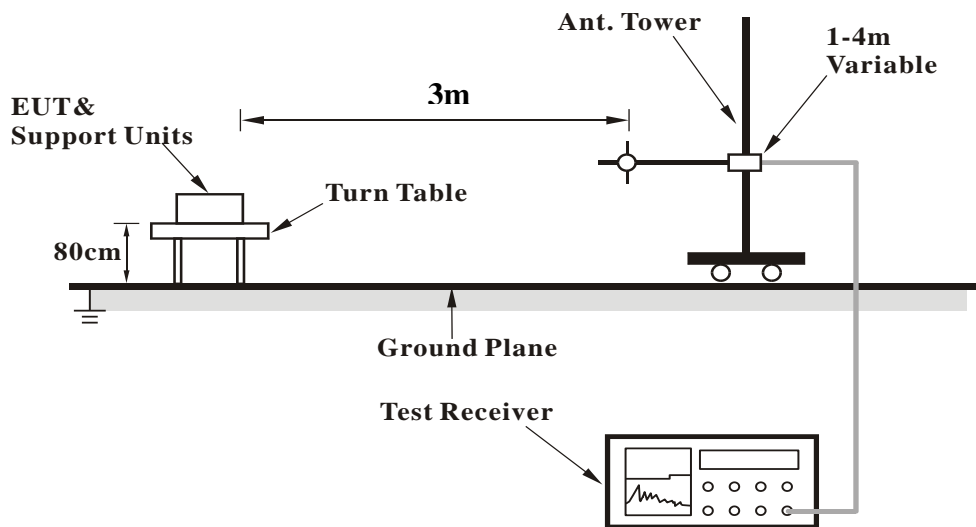 Ant. Tower
1-4m
Variable
3m
EUT&
Support Units
Turn Table
80cm
Ground Plane
Test Receiver